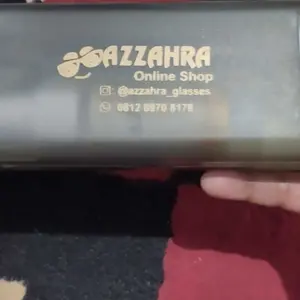 AZZAHRA
Online Shop
@azzahra_glasses
0812 8870 8178